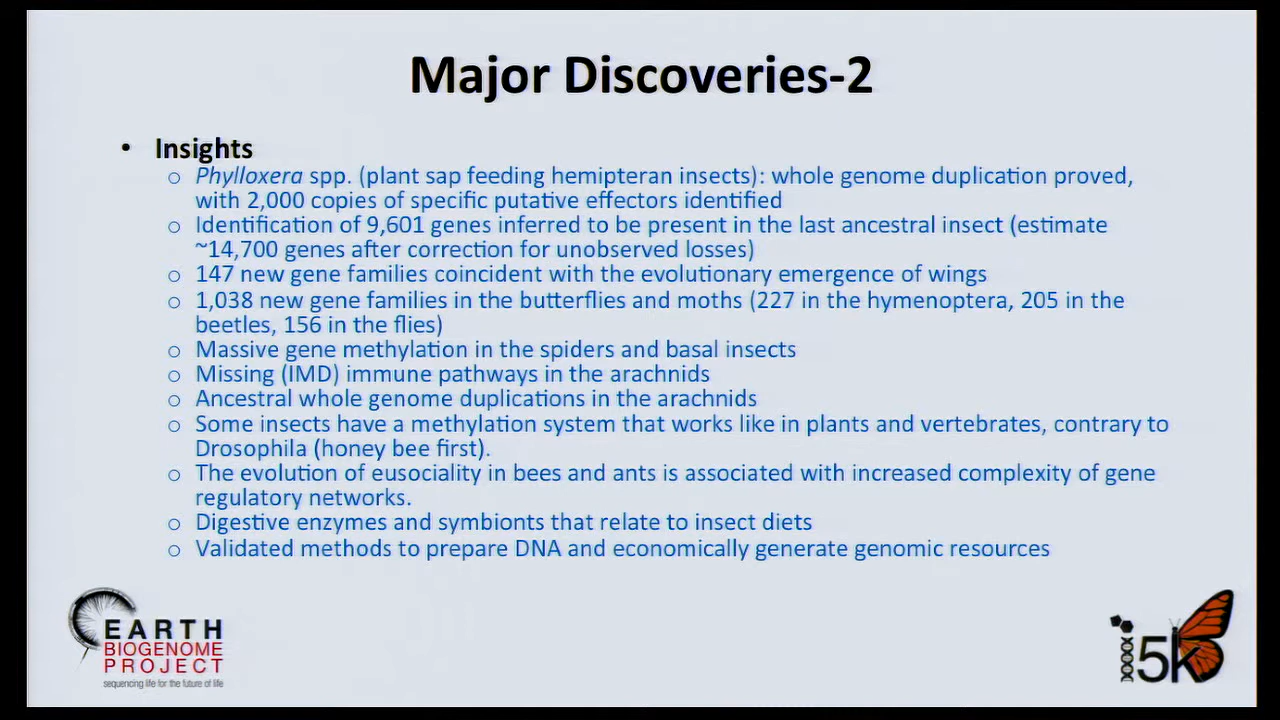 Major Discoveries-2
• Insights
o Phylloxera spp. (plant sap feeding hemipteran insects): whole genome duplication proved,
with 2,000 copies of specific putative effectors identified
o Identification of 9,601 genes inferred to be present in the last ancestral insect (estimate
~14,700 genes after correction for unobserved losses)
o 147 new gene families coincident with the evolutionary emergence of wings
o 1,038 new gene families in the butterflies and moths (227 in the hymenoptera, 205 in the
beetles, 156 in the flies)
o Massive gene methylation in the spiders and basal insects
o Missing (IMD) immune pathways in the arachnids
o Ancestral whole genome duplications in the arachnids
o Some insects have a methylation system that works like in plants and vertebrates, contrary to
Drosophila (honey bee first).
o The evolution of eusociality in bees and ants is associated with increased complexity of gene
regulatory networks.
o Digestive enzymes and symbionts that relate to insect diets
o Validated methods to prepare DNA and economically generate genomic resources
EARTH
BIOGENOME
PROJECT
sequencing life for the future of life
i5k